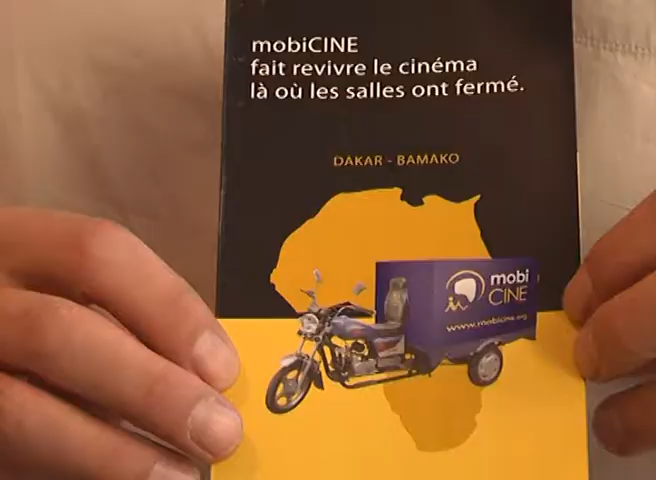 mobiCINE
fait revivre le cinéma
là où les salles ont fermé.
DAKAR - BAMAKO
mobi
CINE
www.mobicine.org